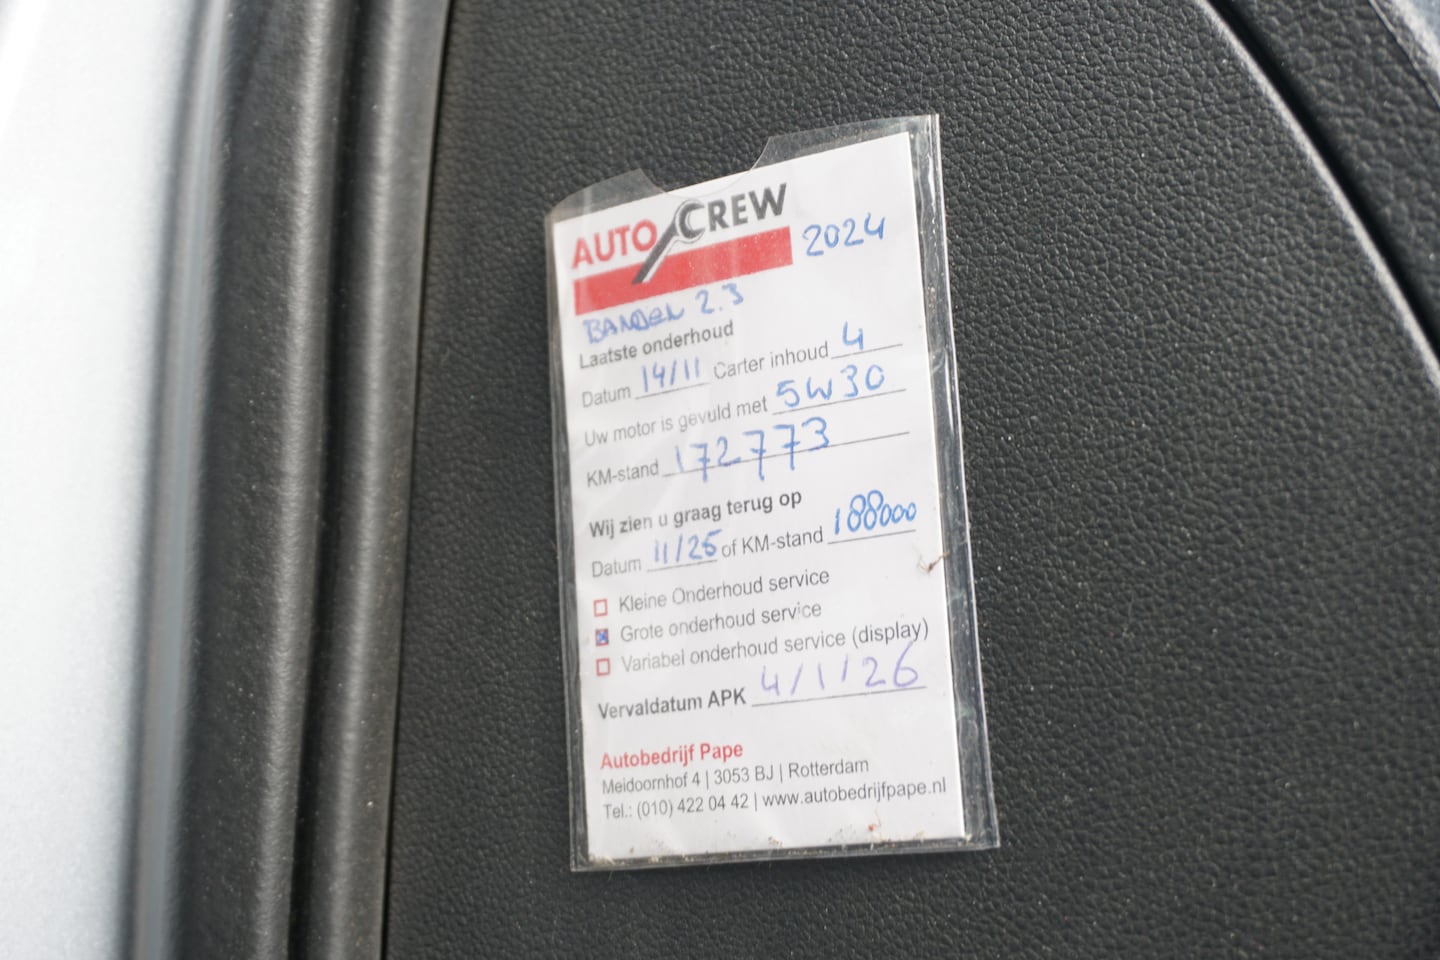 AUTO CREW
2024
BANDEN 2.3
Laatste onderhoud
Datum 14/11 Carter inhoud 4
Uw motor is gevuld met 5W30
KM-stand 172773
Wij zien u graag terug op
Datum 11/25 of KM-stand 188000
Kleine Onderhoud service
Grote onderhoud service
Variabel onderhoud service (display)
Vervaldatum APK 4/1/26
Autobedrijf Pape
Meidoornhof 4 | 3053 BJ | Rotterdam
Tel.: (010) 422 04 42 | www.autobedrijfpape.nl